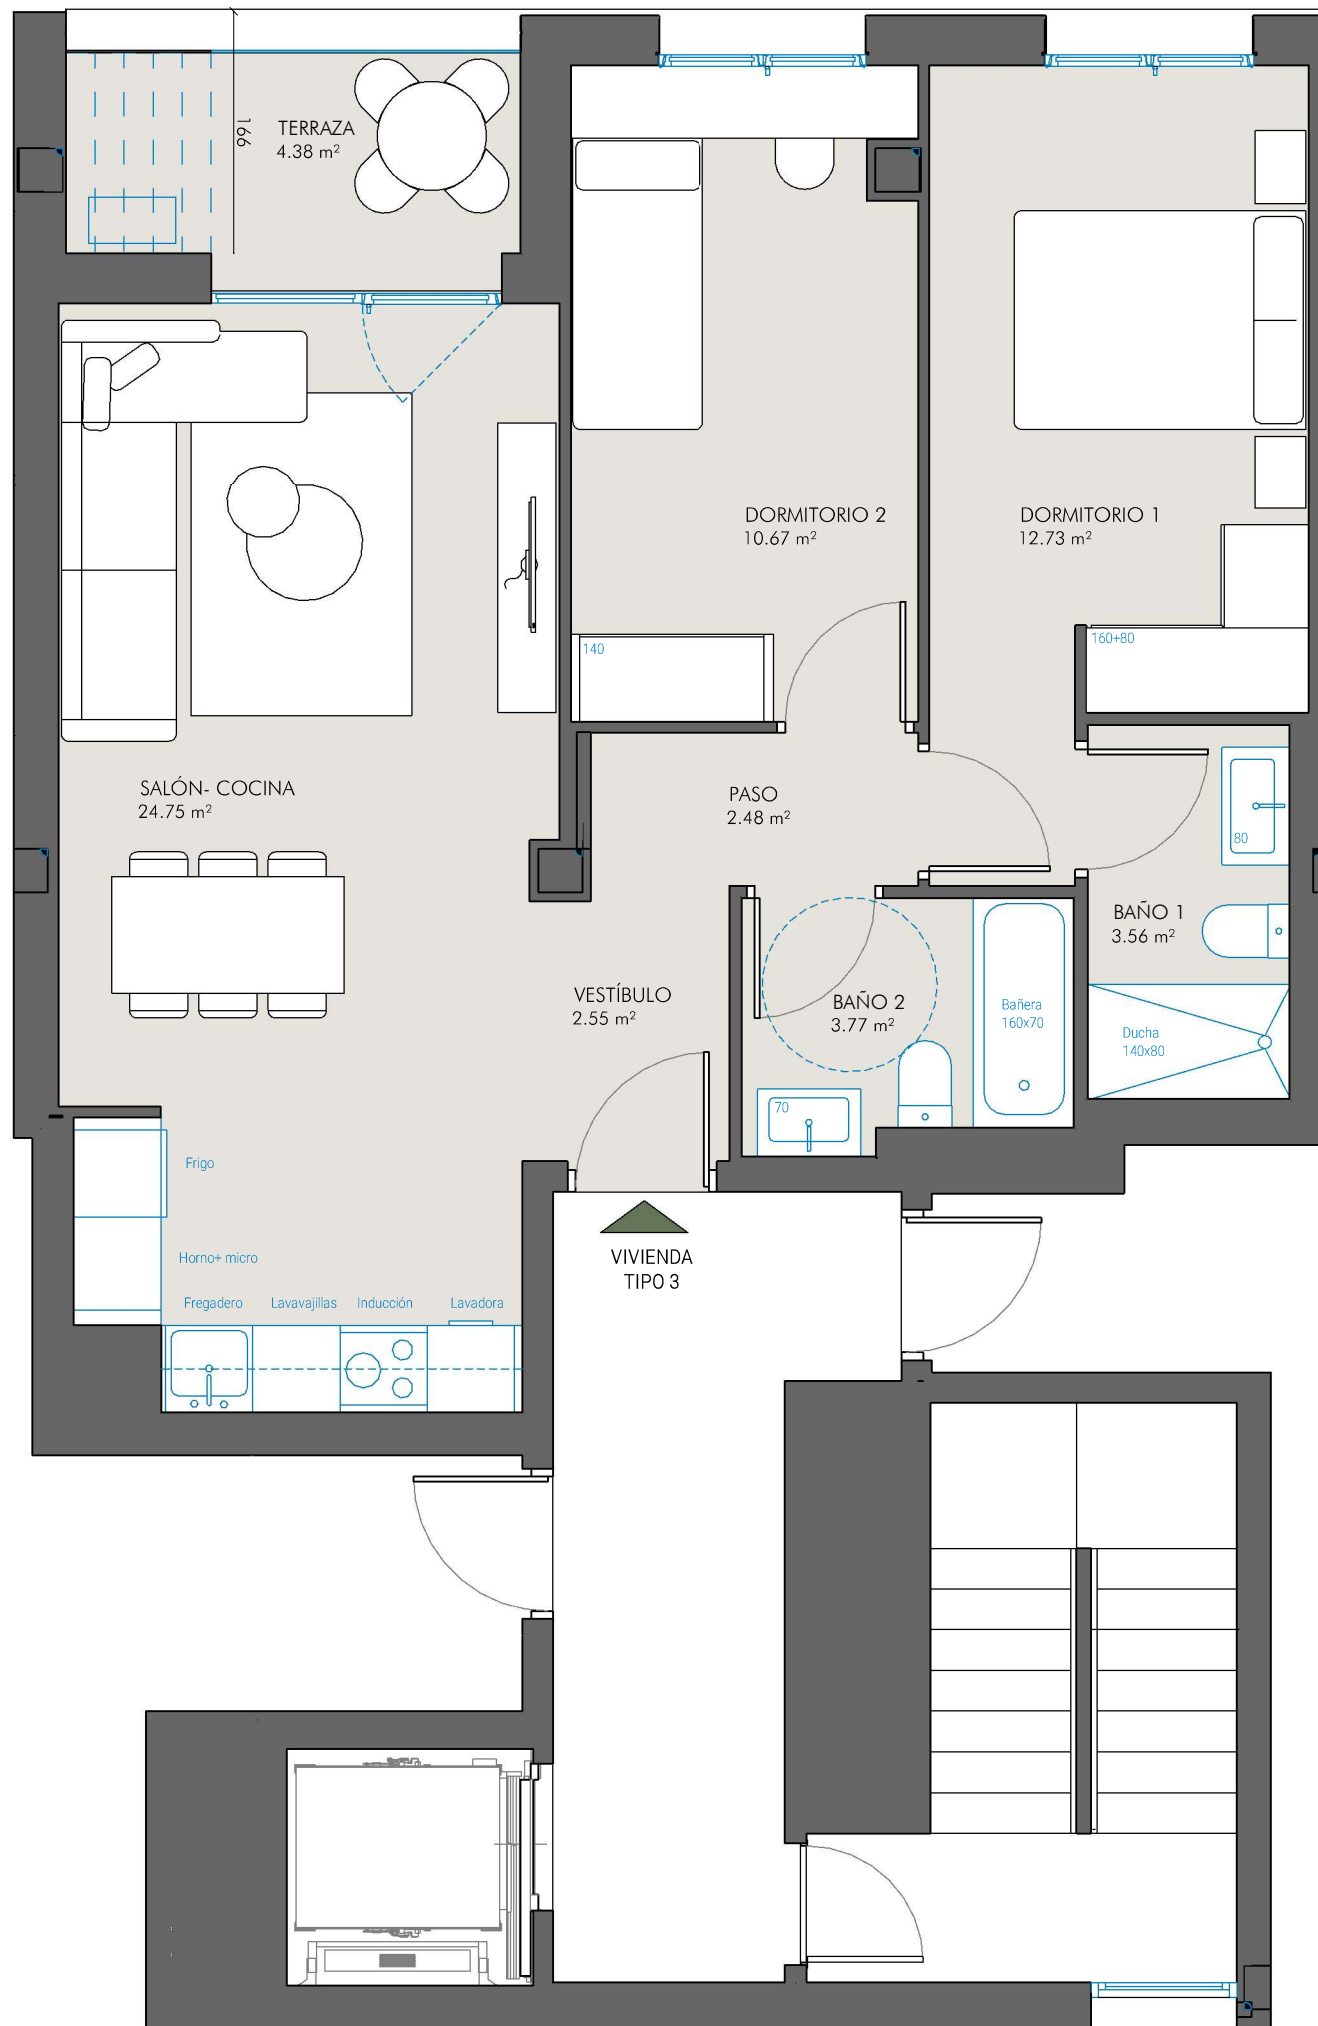 166
TERRAZA
4.38 m²
DORMITORIO 2
10.67 m²
DORMITORIO 1
12.73 m²
140
160+80
SALÓN- COCINA
24.75 m²
PASO
2.48 m²
80
BAÑO 1
3.56 m²
VESTÍBULO
2.55 m²
BAÑO 2
3.77 m²
Bañera
160x70
Ducha
140x80
70
Frigo
Horno+ micro
Fregadero
Lavavajillas
Inducción
Lavadora
VIVIENDA
TIPO 3